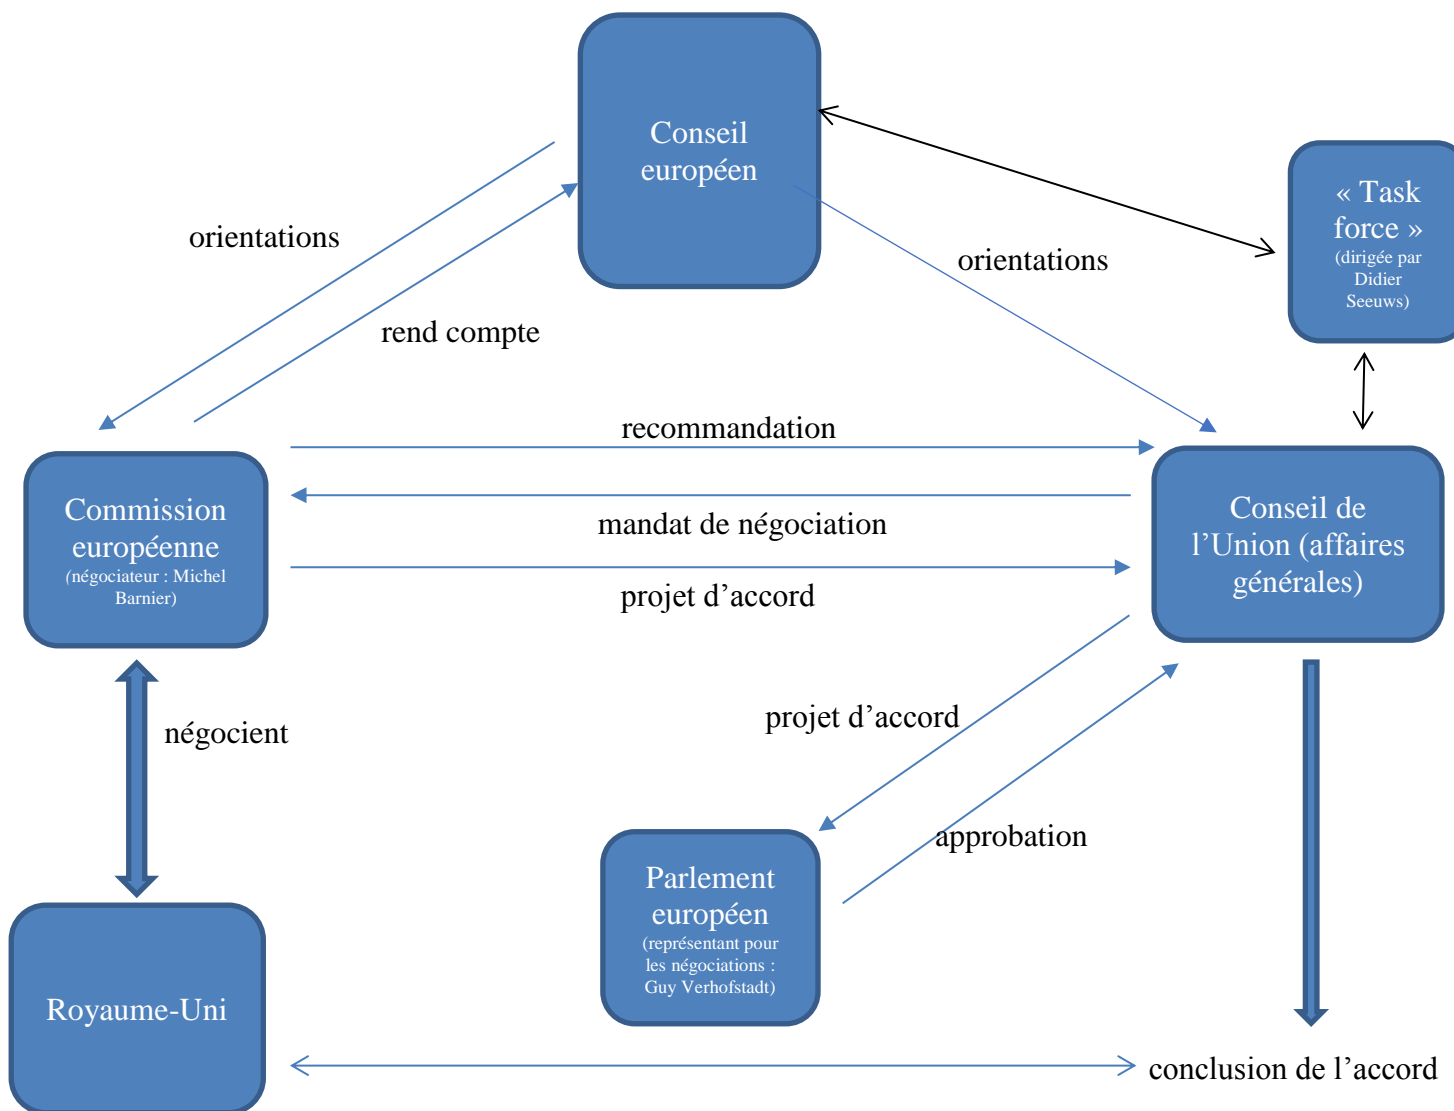 Conseil
européen
« Task
force »
(dirigée par
Didier
Seeuws)
orientations
orientations
rend compte
recommandation
Commission
européenne
(négociateur : Michel
Barnier)
mandat de négociation
projet d’accord
Conseil de
l’Union (affaires
générales)
projet d’accord
négocient
approbation
Parlement
européen
(représentant pour
les négociations :
Guy Verhofstadt)
Royaume-Uni
conclusion de l’accord